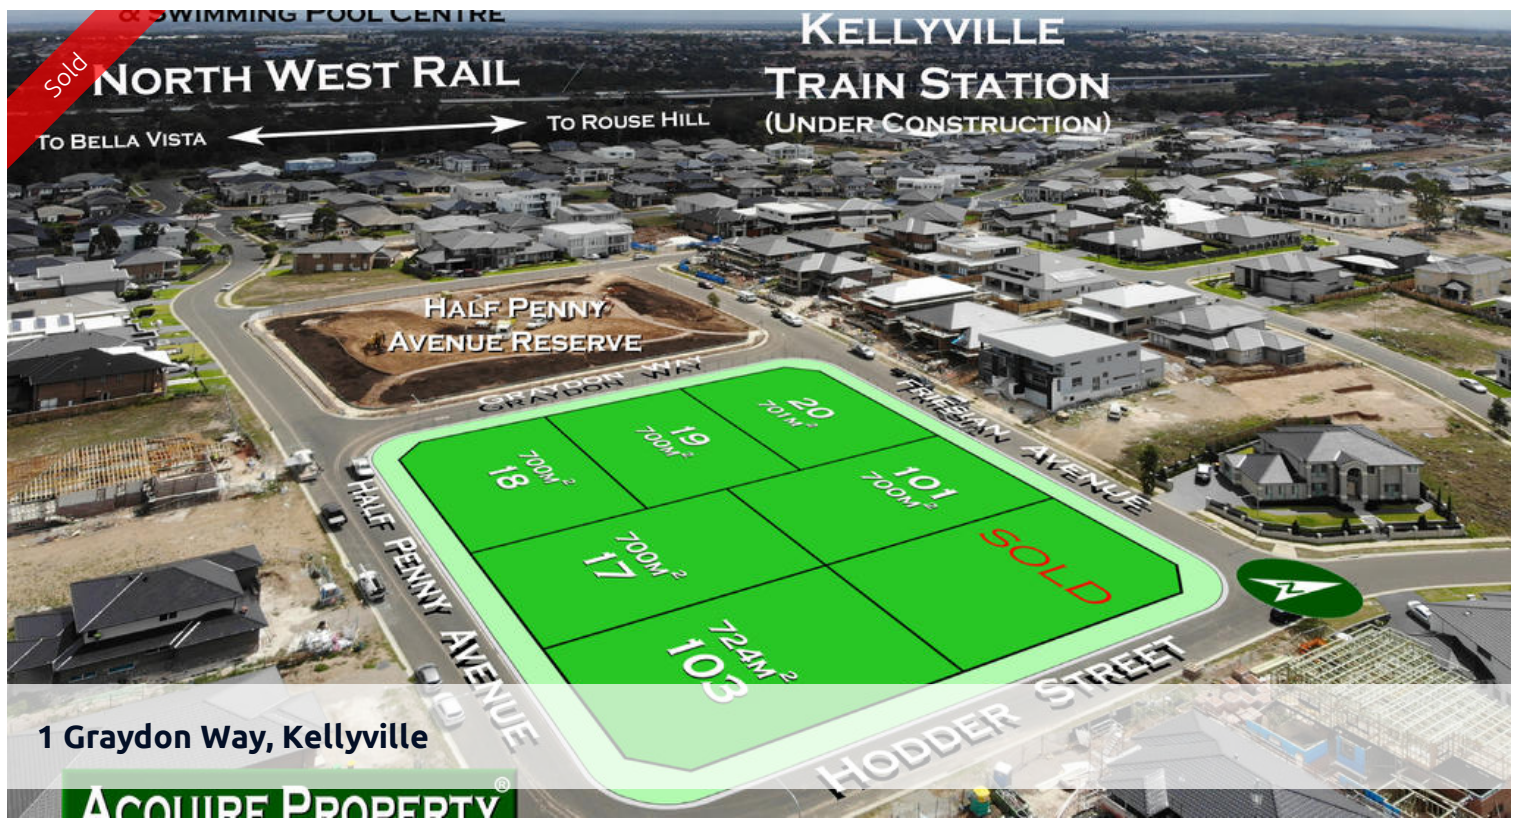 & Swimming Pool Centre
Sold
North West Rail
To Bella Vista
To Rouse Hill
Kellyville
Train Station
(Under Construction)
Half Penny
Avenue Reserve
Graydon Way
Friesian Avenue
Half Penny Avenue
Hodder Street
20
701m²
19
700m²
18
700m²
101
700m²
17
700m²
SOLD
724m²
103
N
1 Graydon Way, Kellyville
Acquire Property®